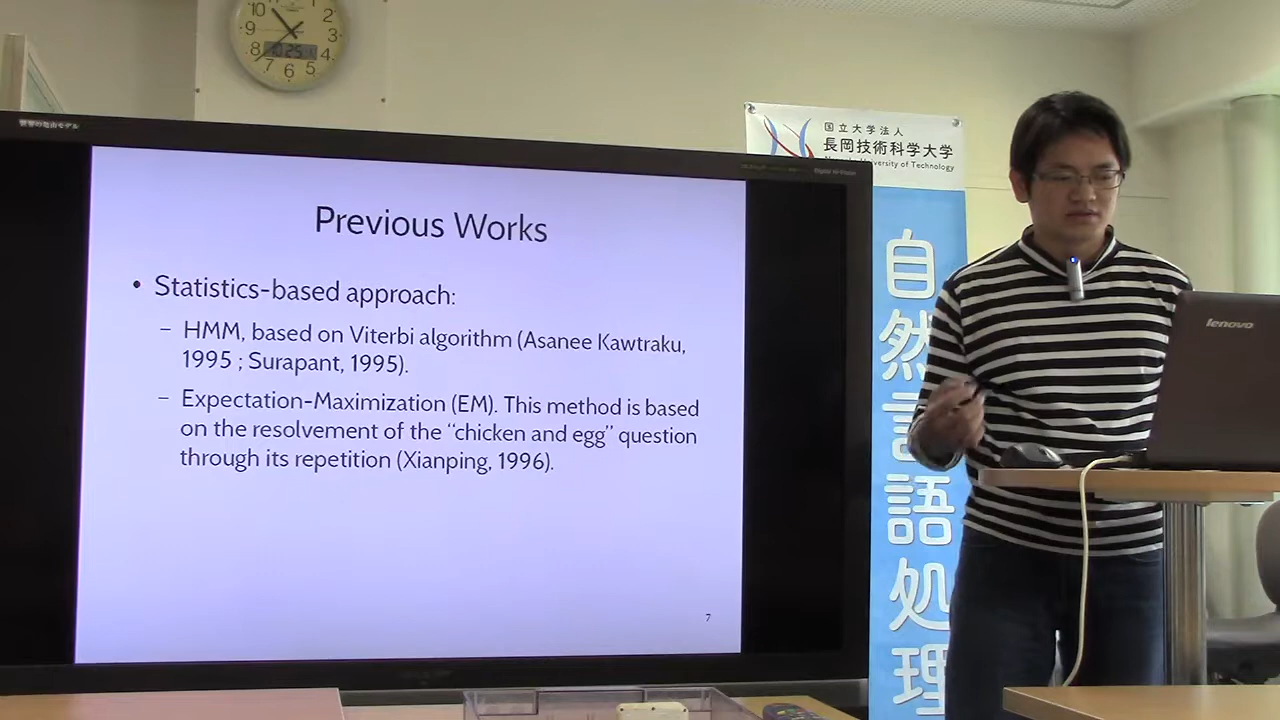 国立大学法人
長岡技術科学大学
University of Technology
自然言語処理
Previous Works
• Statistics-based approach:
– HMM, based on Viterbi algorithm (Asanee Kawtraku,
1995 ; Surapant, 1995).
– Expectation-Maximization (EM). This method is based
on the resolvement of the “chicken and egg” question
through its repetition (Xianping, 1996).
7
lenovo